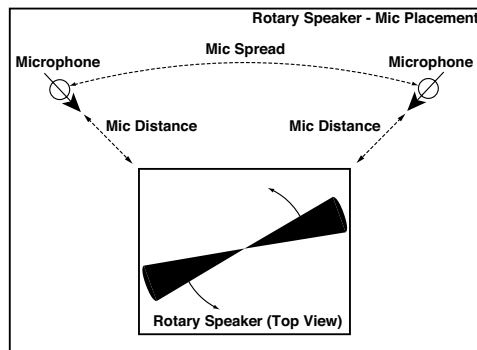 Rotary Speaker - Mic Placement
Mic Spread
Microphone
Microphone
Mic Distance
Mic Distance
Rotary Speaker (Top View)